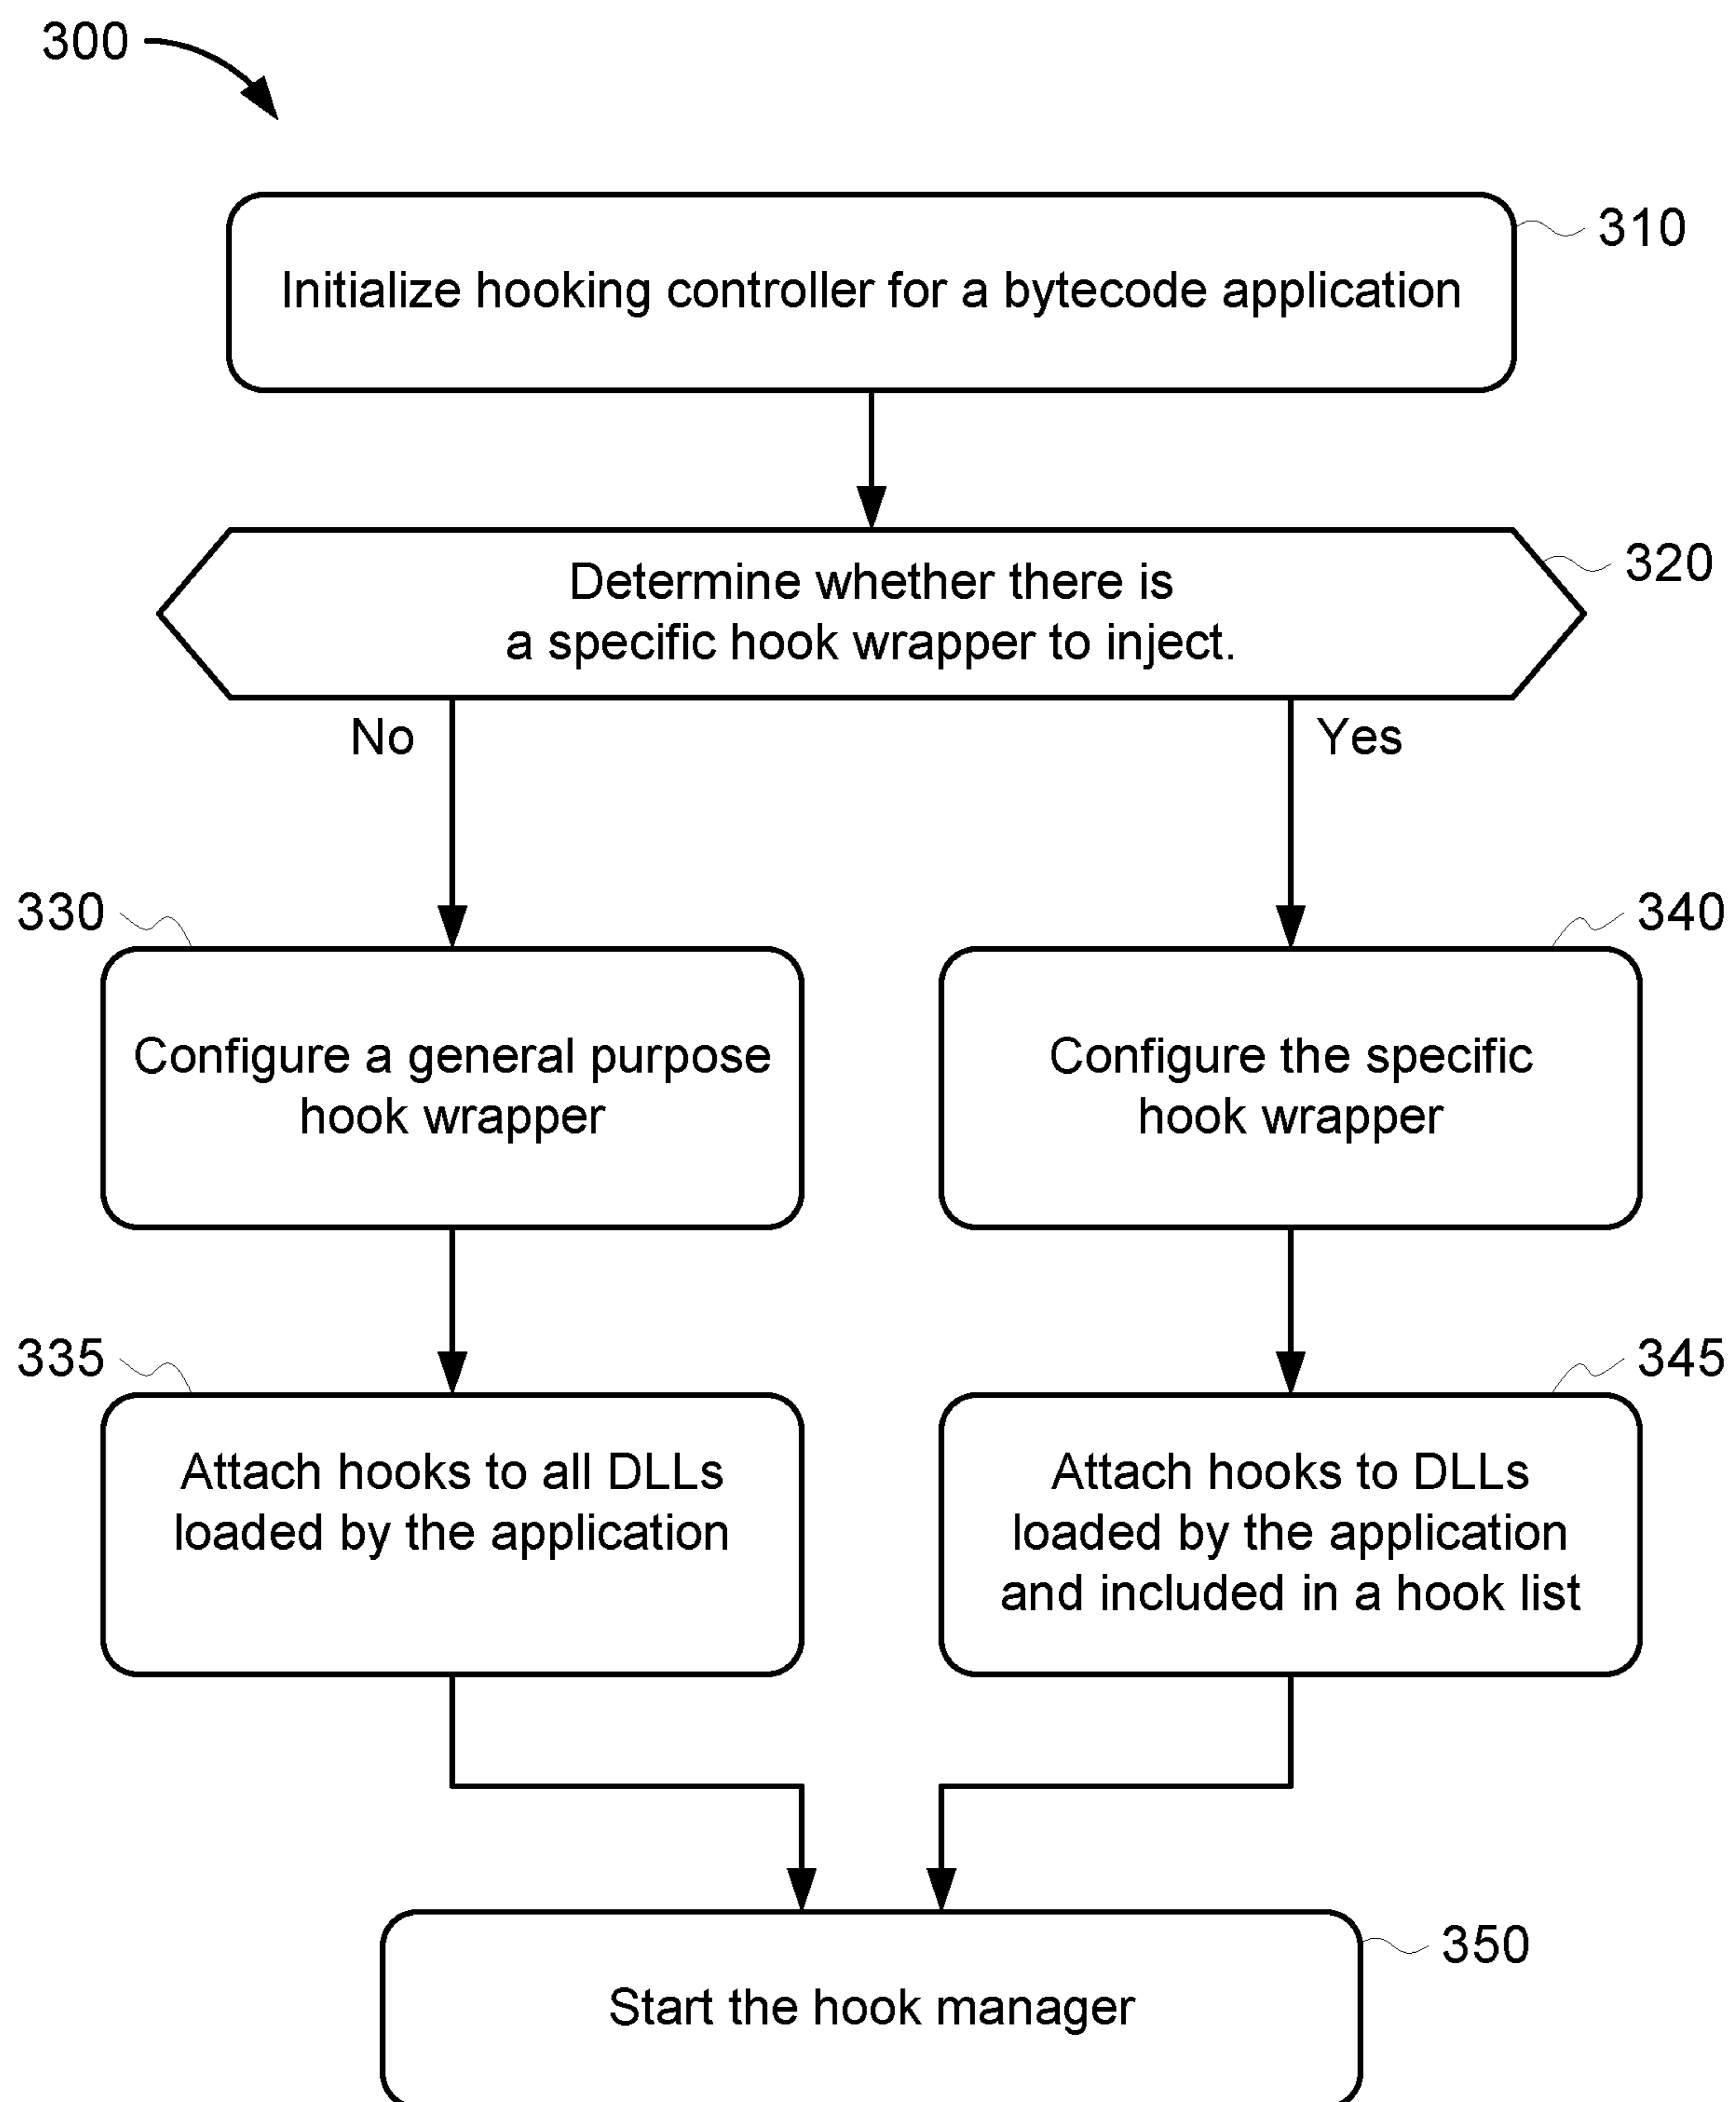 300
310
Initialize hooking controller for a bytecode application
320
Determine whether there is
a specific hook wrapper to inject.
No
Yes
330
340
Configure a general purpose
hook wrapper
Configure the specific
hook wrapper
335
345
Attach hooks to all DLLs
loaded by the application
Attach hooks to DLLs
loaded by the application
and included in a hook list
350
Start the hook manager